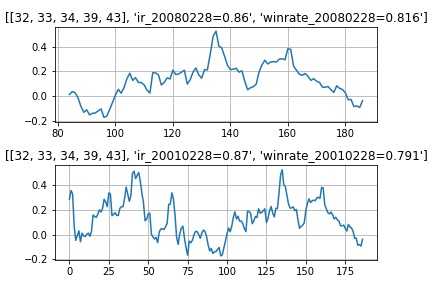 [[32, 33, 34, 39, 43], 'ir_20080228=0.86', 'winrate_20080228=0.816']
0.4
0.2
0.0
−0.2
80 100 120 140 160 180
[[32, 33, 34, 39, 43], 'ir_20010228=0.87', 'winrate_20010228=0.791']
0.4
0.2
0.0
−0.2
0 25 50 75 100 125 150 175